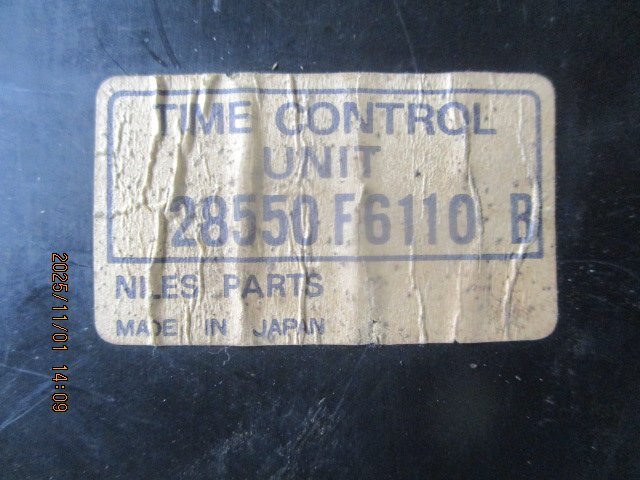 TIME CONTROL
UNIT
28550 F6110 B
NILES PARTS
MADE IN JAPAN
2025/11/01 14:09